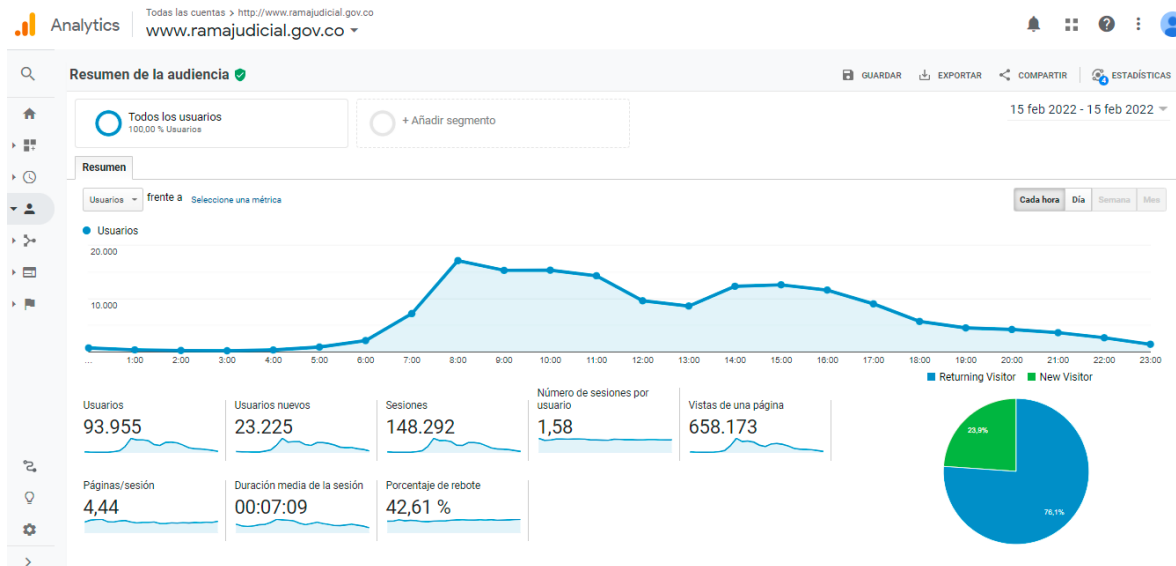 Analytics
Todas las cuentas > http://www.ramajudicial.gov.co
www.ramajudicial.gov.co
Resumen de la audiencia
GUARDAR
EXPORTAR
COMPARTIR
4
ESTADÍSTICAS
Todos los usuarios
100,00 % Usuarios
+ Añadir segmento
15 feb 2022 - 15 feb 2022
Resumen
Usuarios frente a Seleccione una métrica
Cada hora Día Semana Mes
Usuarios
20.000
10.000
... 1:00 2:00 3:00 4:00 5:00 6:00 7:00 8:00 9:00 10:00 11:00 12:00 13:00 14:00 15:00 16:00 17:00 18:00 19:00 20:00 21:00 22:00 23:00
Returning Visitor New Visitor
Usuarios
93.955
Usuarios nuevos
23.225
Sesiones
148.292
Número de sesiones por
usuario
1,58
Vistas de una página
658.173
Páginas/sesión
4,44
Duración media de la sesión
00:07:09
Porcentaje de rebote
42,61 %
23,9%
76,1%